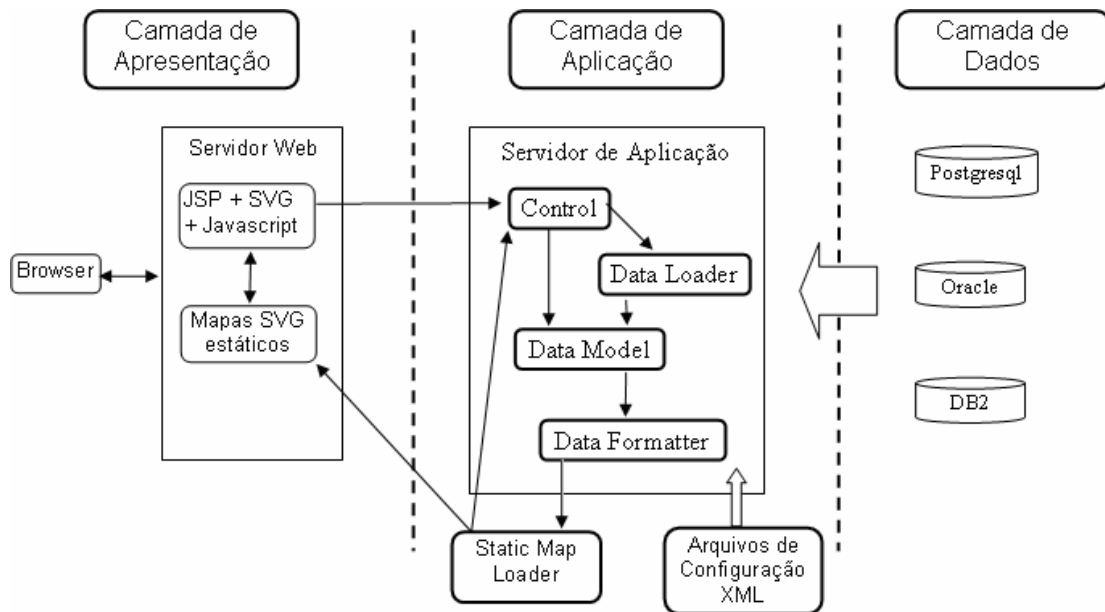 Camada de
Apresentação
Camada de
Aplicação
Camada de
Dados
Servidor Web
JSP + SVG
+ Javascript
Browser
Mapas SVG
estáticos
Servidor de Aplicação
Control
Data Loader
Data Model
Data Formatter
Static Map
Loader
Arquivos de
Configuração
XML
Postgresql
Oracle
DB2